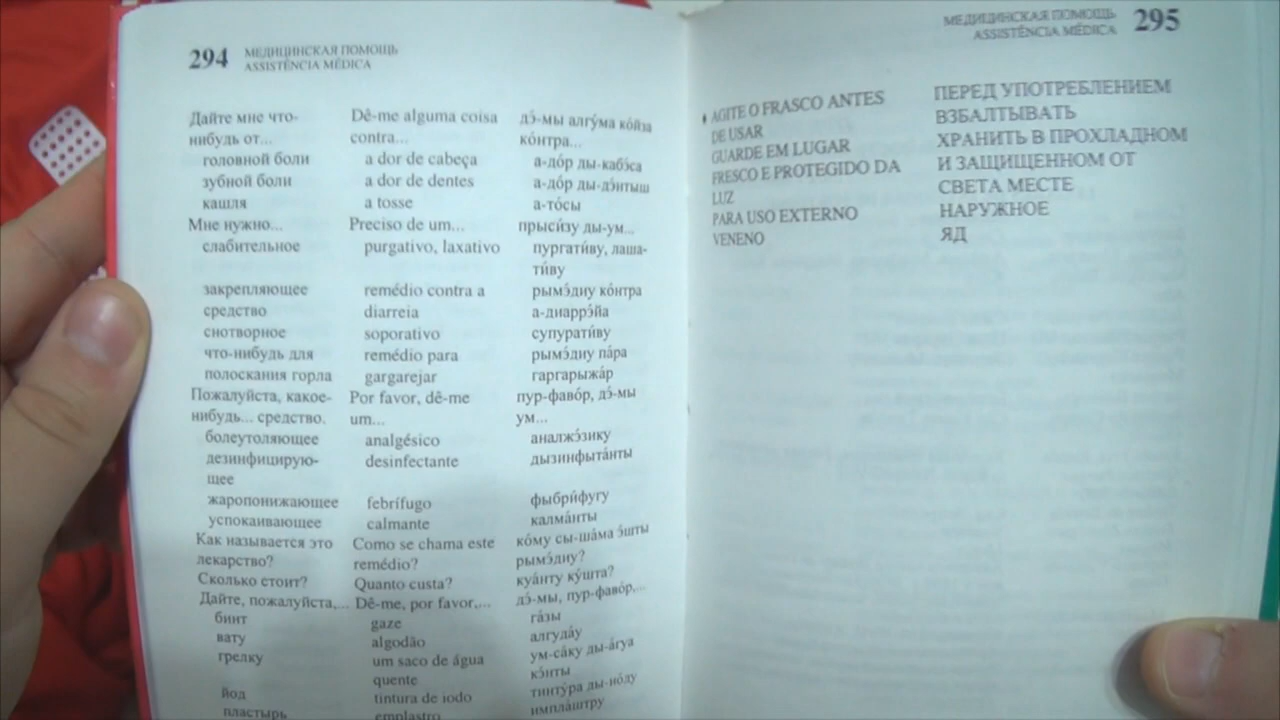 294 МЕДИЦИНСКАЯ ПОМОЩЬ
ASSISTÊNCIA MÉDICA
Дайте мне что- Dê-me alguma coisa дэ́-мы алгу́ма ко́йза
нибудь от... contra... ко́нтра...
головной боли a dor de cabeça а-до́р ды-кабэ́са
зубной боли a dor de dentes а-до́р ды-дэ́нтыш
кашля a tosse а-то́сы
Мне нужно... Preciso de um... прыси́зу ды-ум...
слабительное purgativo, laxativo пургати́ву, лаша-
ти́ву
закрепляющее remédio contra a рымэ́диу ко́нтра
средство diarreia а-диаррэ́йа
снотворное soporativo супурати́ву
что-нибудь для remédio para рымэ́диу па́ра
полоскания горла gargarejar гаргарыжа́р
Пожалуйста, какое- Por favor, dê-me пур-фаво́р, дэ́-мы
нибудь... средство. um... ум...
болеутоляющее analgésico аналжэ́зику
дезинфицирую- desinfectante дызинфыта́нты
щее
жаропонижающее febrífugo фыбри́фугу
успокаивающее calmante калма́нты
Как называется это Como se chama este ко́му сы-ша́ма э́шты
лекарство? remédio? рымэ́диу?
Сколько стоит? Quanto custa? куа́нту ку́шта?
Дайте, пожалуйста,... Dê-me, por favor,... дэ́-мы, пур-фаво́р,...
бинт gaze га́зы
вату algodão алгуда́у
грелку um saco de água ум-са́ку ды-а́гуа
quente кэ́нты
йод tintura de iodo тинту́ра ды-ио́ду
пластырь emplastro импла́штру
МЕДИЦИНСКАЯ ПОМОЩЬ 295
ASSISTÊNCIA MÉDICA
AGITE O FRASCO ANTES ПЕРЕД УПОТРЕБЛЕНИЕМ
DE USAR ВЗБАЛТЫВАТЬ
GUARDE EM LUGAR ХРАНИТЬ В ПРОХЛАДНОМ
FRESCO E PROTEGIDO DA И ЗАЩИЩЕННОМ ОТ
LUZ СВЕТА МЕСТЕ
PARA USO EXTERNO НАРУЖНОЕ
VENENO ЯД